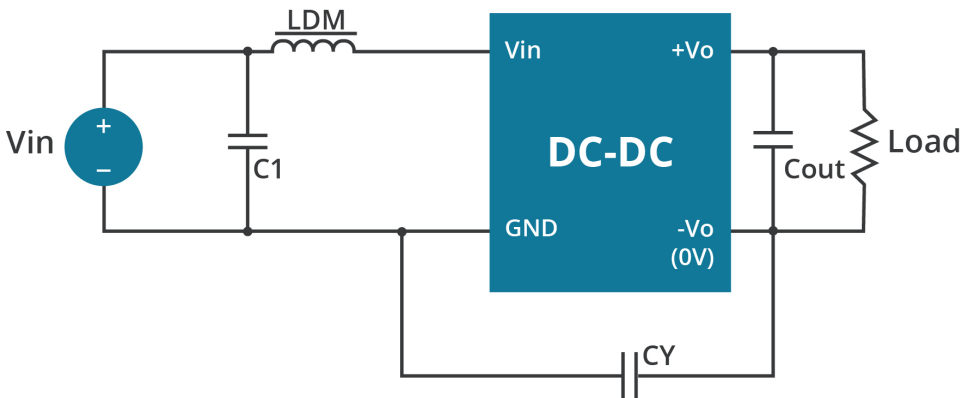 LDM
Vin
+Vo
+
Vin
−
C1
DC-DC
Cout
Load
GND
-Vo
(0V)
CY